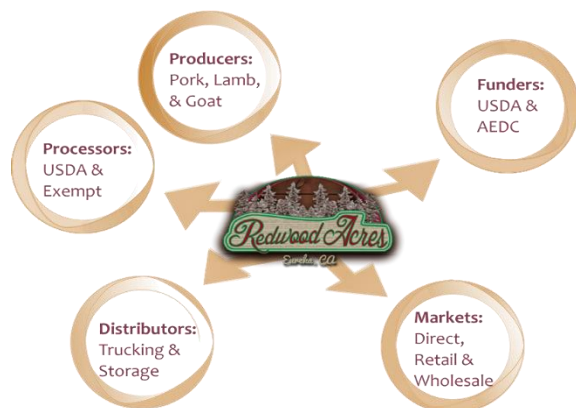 Producers:
Pork, Lamb,
& Goat
Funders:
USDA &
AEDC
Processors:
USDA &
Exempt
Redwood Acres
Eureka, CA
Distributors:
Trucking &
Storage
Markets:
Direct,
Retail &
Wholesale